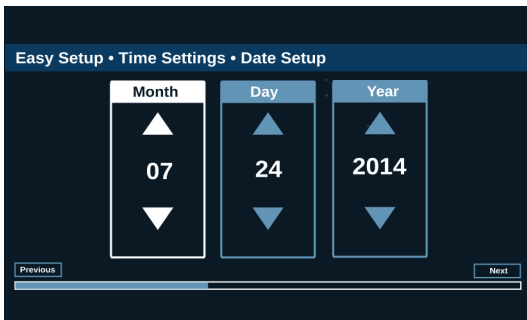 Easy Setup • Time Settings • Date Setup
Month Day Year
07 24 2014
Previous Next